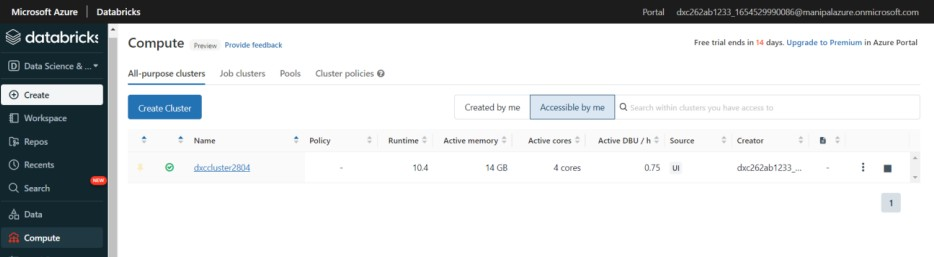 Microsoft Azure Databricks Portal dxc262ab1233_1654529990086@manipalazure.onmicrosoft.com
databricks
Compute Preview Provide feedback
Free trial ends in 14 days. Upgrade to Premium in Azure Portal
D Data Science & ...
All-purpose clusters Job clusters Pools Cluster policies
Create
Create Cluster
Created by me Accessible by me Search within clusters you have access to
Workspace
Repos
Name Policy Runtime Active memory Active cores Active DBU / h Source Creator
Recents
dxccluster2804 - 10.4 14 GB 4 cores 0.75 UI dxc262ab1233_... -
Search NEW
1
Data
Compute